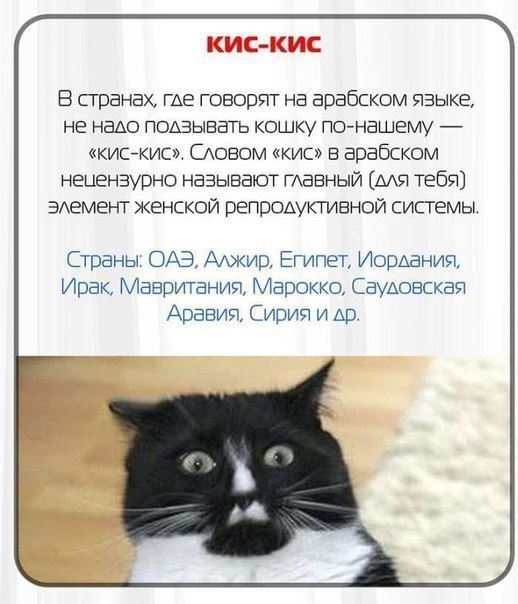 КИС-КИС
В странах, где говорят на арабском языке,
не надо подзывать кошку по-нашему —
«кис-кис». Словом «кис» в арабском
нецензурно называют главный (для тебя)
элемент женской репродуктивной системы.
Страны: ОАЭ, Алжир, Египет, Иордания,
Ирак, Мавритания, Марокко, Саудовская
Аравия, Сирия и др.